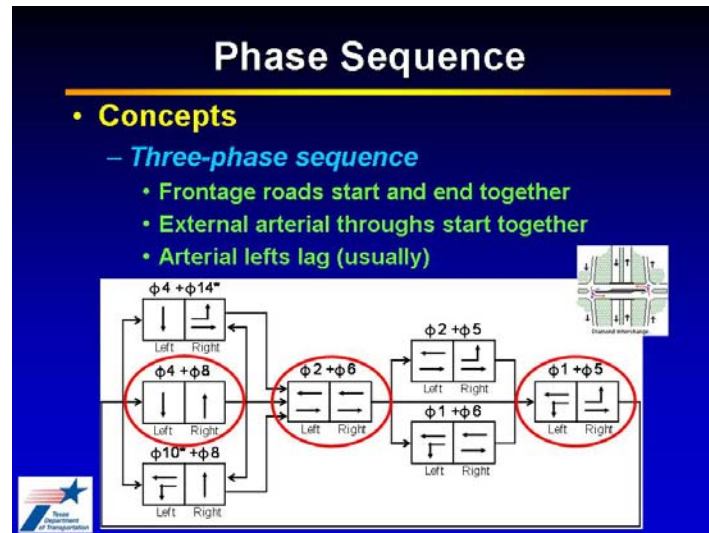 Phase Sequence
• Concepts
– Three-phase sequence
• Frontage roads start and end together
• External arterial throughs start together
• Arterial lefts lag (usually)
Diamond Interchange
ϕ4 +ϕ14*
Left Right
ϕ4 +ϕ8
Left Right
ϕ10* +ϕ8
Left Right
ϕ2 +ϕ6
Left Right
ϕ2 +ϕ5
Left Right
ϕ1 +ϕ6
Left Right
ϕ1 +ϕ5
Left Right
Texas
Department
of Transportation